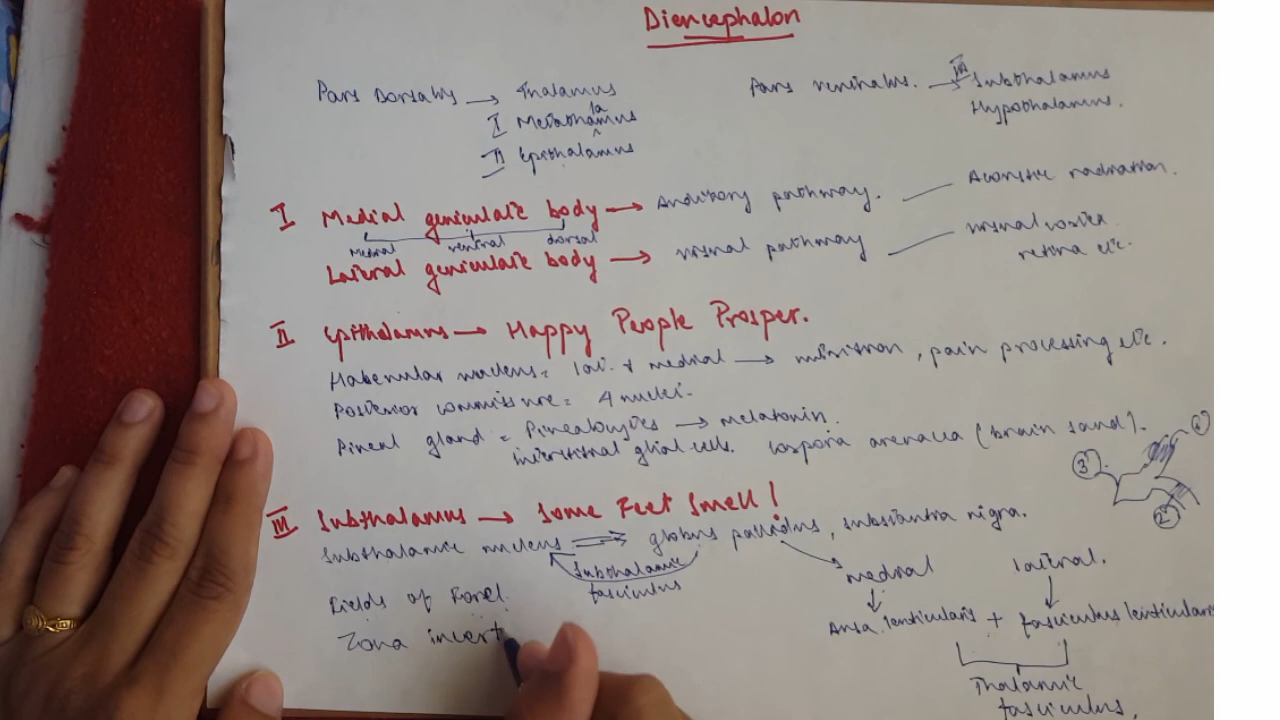 Diencephalon
Pars Dorsalis → Thalamus
I Metathalamus
II Epithalamus
Pars ventralis. → III Subthalamus
Hypothalamus.
I Medial geniculate body → Auditory pathway. — Acoustic radiation.
Medial ventral dorsal
Lateral geniculate body → visual pathway — visual cortex
retina etc.
II Epithalamus → Happy People Prosper.
Habenular nucleus = lat. & medial → nutrition, pain processing etc.
Posterior commissure = 4 nuclei.
Pineal gland = Pinealocytes → melatonin.
interstitial glial cells. corpora arenacea (brain sand).
1
3
2
III Subthalamus → Some Feet Smell!
Subthalamic nucleus ⇒ globus pallidus, substantia nigra.
Subthalamic
fasciculus
medial lateral.
Fields of Forel.
Ansa lenticularis + fasciculus lenticularis
Zona incert
Thalamic
fasciculus,